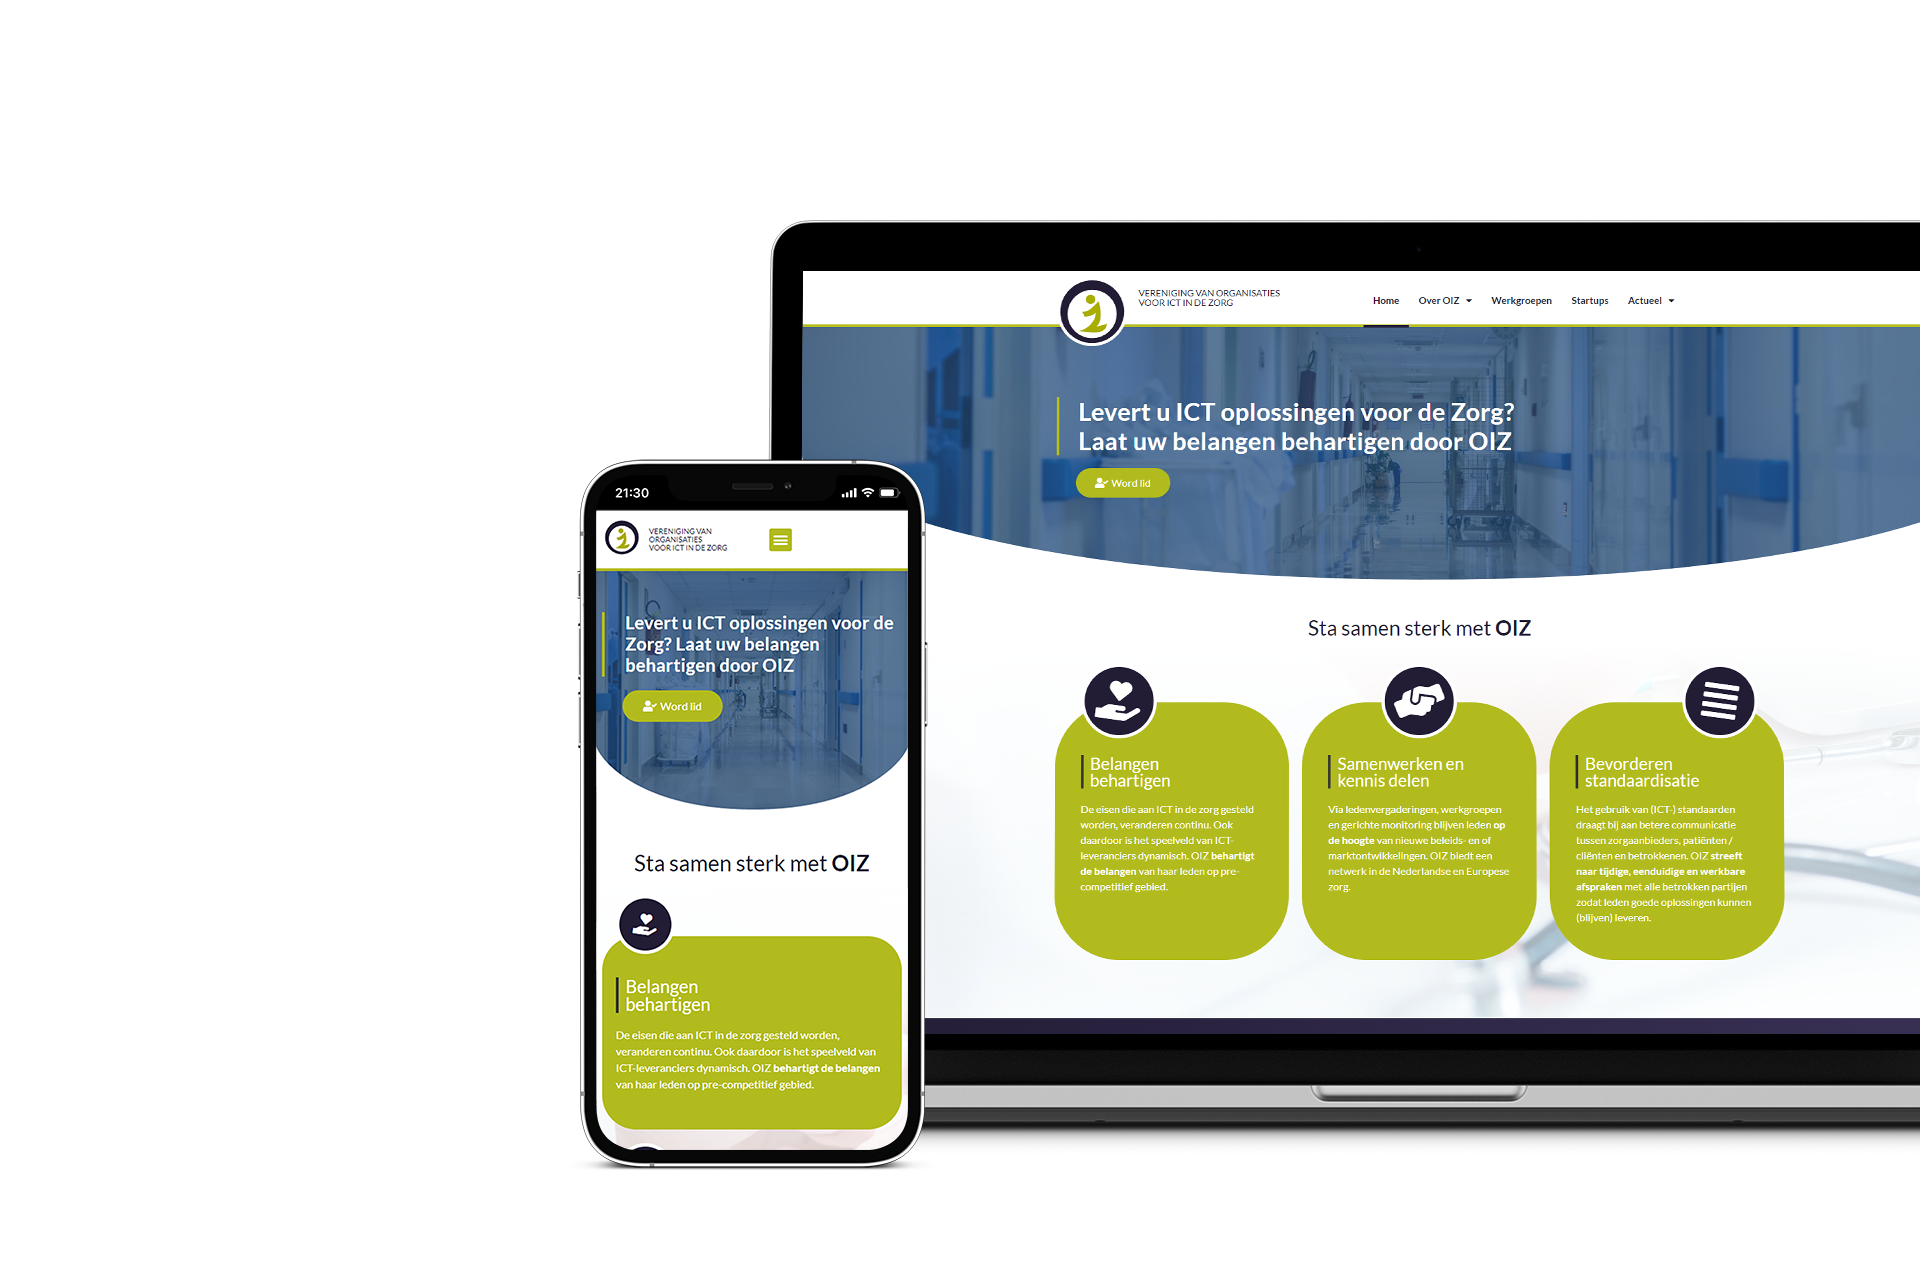 VERENIGING VAN ORGANISATIES
VOOR ICT IN DE ZORG
Home
Over OIZ
Werkgroepen
Startups
Actueel
Levert u ICT oplossingen voor de Zorg?
Laat uw belangen behartigen door OIZ
Word lid
Sta samen sterk met OIZ
Belangen
behartigen
De eisen die aan ICT in de zorg gesteld
worden, veranderen continu. Ook
daardoor is het speelveld van ICT-
leveranciers dynamisch. OIZ behartigt
de belangen van haar leden op pre-
competitief gebied.
Samenwerken en
kennis delen
Via ledenvergaderingen, werkgroepen
en gerichte monitoring blijven leden op
de hoogte van nieuwe beleids- en of
marktontwikkelingen. OIZ biedt een
netwerk in de Nederlandse en Europese
zorg.
Bevorderen
standaardisatie
Het gebruik van (ICT-) standaarden
draagt bij aan betere communicatie
tussen zorgaanbieders, patiënten /
cliënten en betrokkenen. OIZ streeft
naar tijdige, eenduidige en werkbare
afspraken met alle betrokken partijen
zodat leden goede oplossingen kunnen
(blijven) leveren.
21:30
VERENIGING VAN
ORGANISATIES
VOOR ICT IN DE ZORG
Levert u ICT oplossingen voor de
Zorg? Laat uw belangen
behartigen door OIZ
Word lid
Sta samen sterk met OIZ
Belangen
behartigen
De eisen die aan ICT in de zorg gesteld worden,
veranderen continu. Ook daardoor is het speelveld van
ICT-leveranciers dynamisch. OIZ behartigt de belangen
van haar leden op pre-competitief gebied.